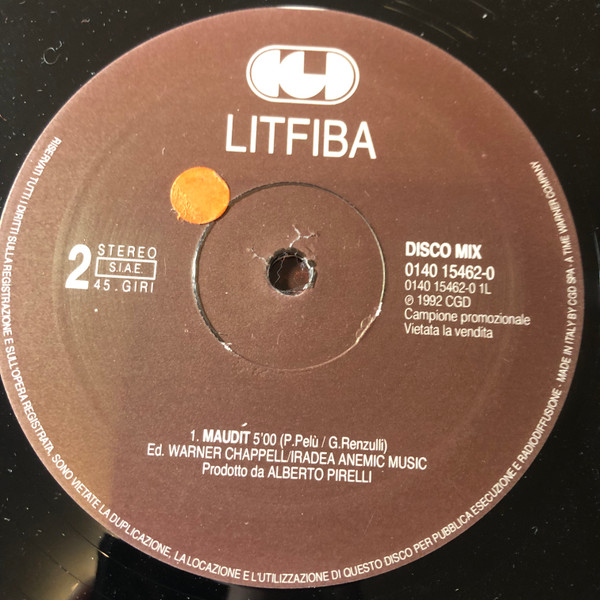 CGD
LITFIBA
2
STEREO
S.I.A.E.
45. GIRI
DISCO MIX
0140 15462-0
0140 15462-0 1L
℗ 1992 CGD
Campione promozionale
Vietata la vendita
1. MAUDIT 5'00 (P.Pelù / G.Renzulli)
Ed. WARNER CHAPPELL/IRADEA ANEMIC MUSIC
Prodotto da ALBERTO PIRELLI
RISERVATI TUTTI I DIRITTI SULLA REGISTRAZIONE E SULL'OPERA REGISTRATA, SONO VIETATE LA DUPLICAZIONE, LA LOCAZIONE E L'UTILIZZAZIONE DI QUESTO DISCO PER PUBBLICA ESECUZIONE E RADIODIFFUSIONE - MADE IN ITALY BY CGD SPA - A TIME WARNER COMPANY